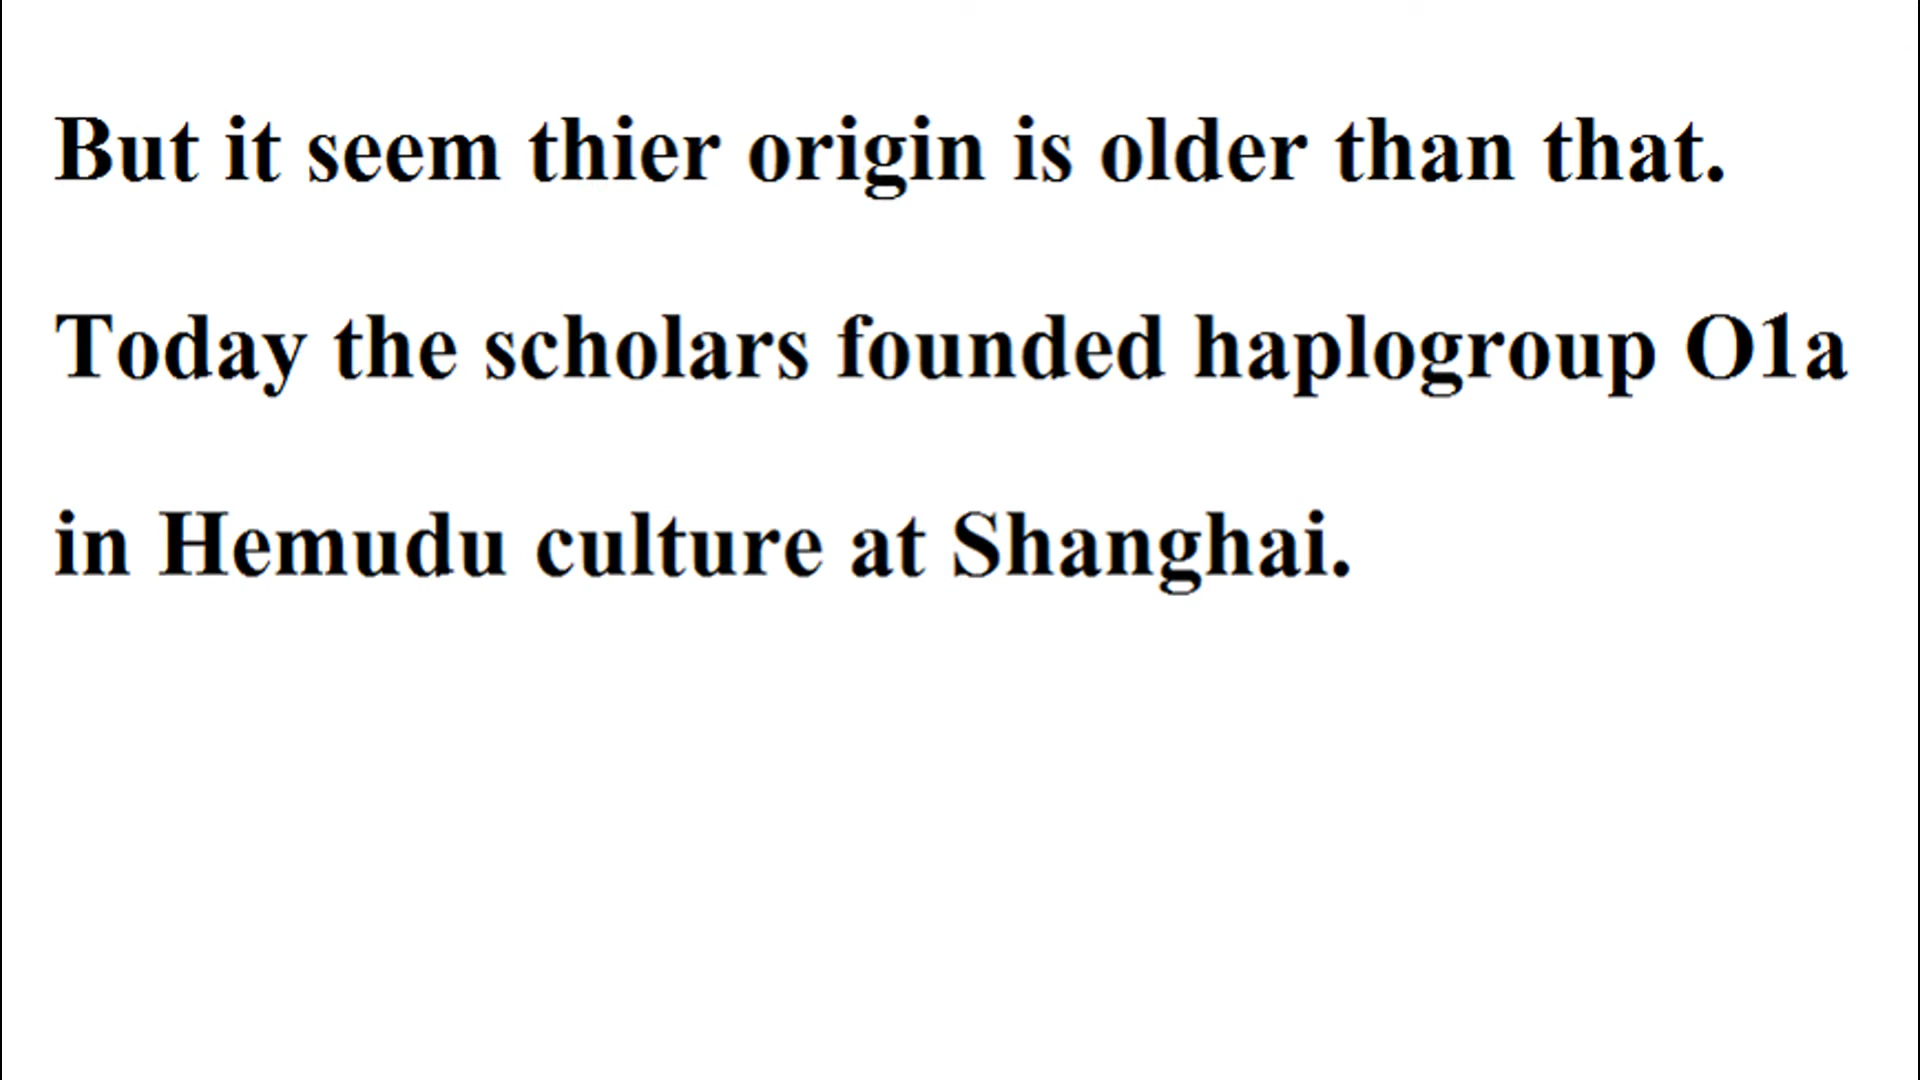 But it seem thier origin is older than that.
Today the scholars founded haplogroup O1a
in Hemudu culture at Shanghai.